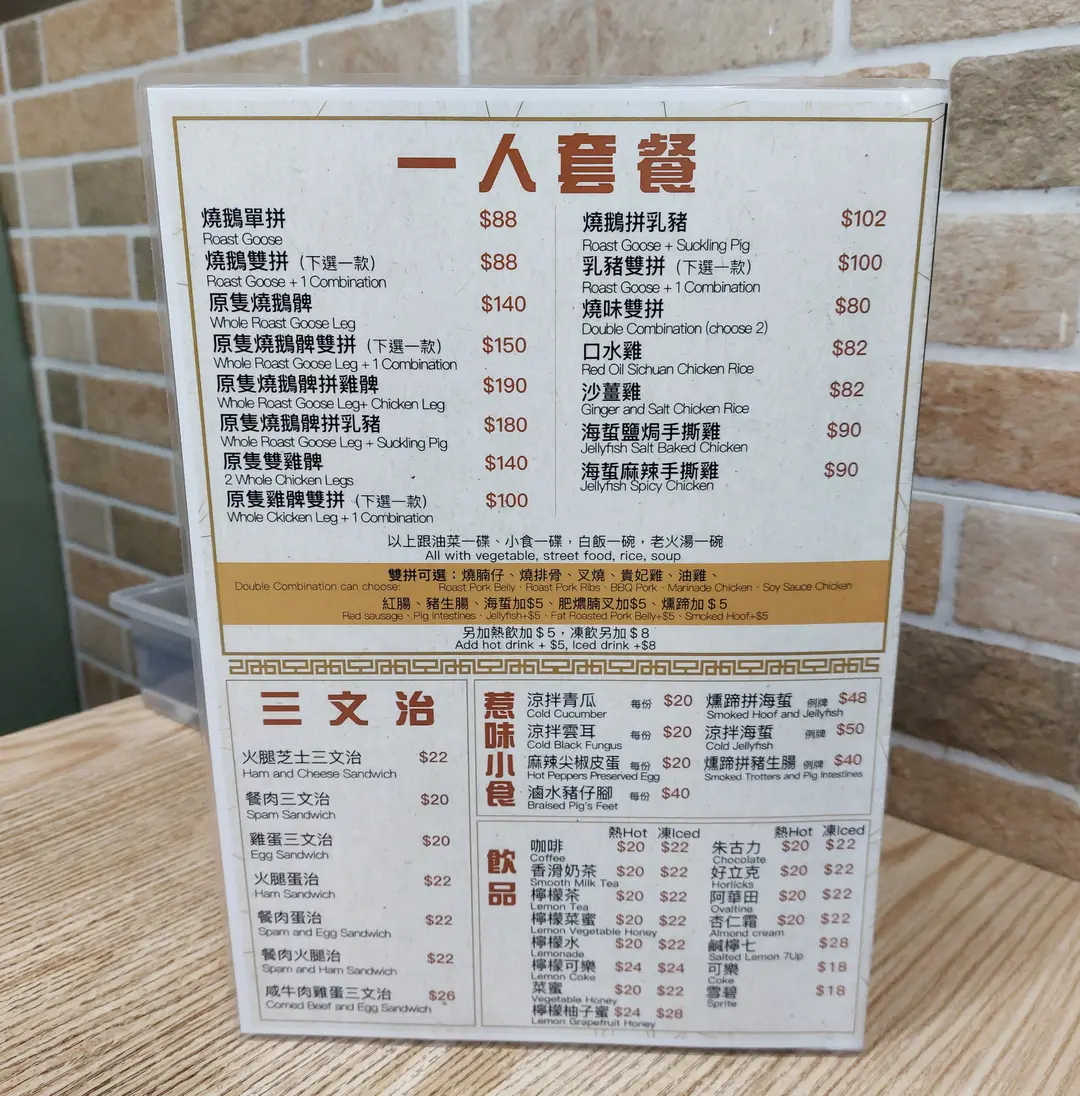 一人套餐
燒鵝單拼 $88
Roast Goose
燒鵝雙拼（下選一款） $88
Roast Goose + 1 Combination
原隻燒鵝髀 $140
Whole Roast Goose Leg
原隻燒鵝髀雙拼（下選一款） $150
Whole Roast Goose Leg + 1 Combination
原隻燒鵝髀拼雞髀 $190
Whole Roast Goose Leg+ Chicken Leg
原隻燒鵝髀拼乳豬 $180
Whole Roast Goose Leg + Suckling Pig
原隻雙雞髀 $140
2 Whole Chicken Legs
原隻雞髀雙拼（下選一款） $100
Whole Ckicken Leg + 1 Combination
燒鵝拼乳豬 $102
Roast Goose + Suckling Pig
乳豬雙拼（下選一款） $100
Roast Goose + 1 Combination
燒味雙拼 $80
Double Combination (choose 2)
口水雞 $82
Red Oil Sichuan Chicken Rice
沙薑雞 $82
Ginger and Salt Chicken Rice
海蜇鹽焗手撕雞 $90
Jellyfish Salt Baked Chicken
海蜇麻辣手撕雞 $90
Jellyfish Spicy Chicken
以上跟油菜一碟、小食一碟，白飯一碗，老火湯一碗
All with vegetable, street food, rice, soup
雙拼可選：燒腩仔、燒排骨、叉燒、貴妃雞、油雞、
Double Combination can choose: Roast Pork Belly、Roast Pork Ribs、BBQ Pork、Marinade Chicken、Soy Sauce Chicken
紅腸、豬生腸、海蜇加$5、肥燶腩叉加$5、燻蹄加＄5
Red sausage、Pig Intestines、Jellyfish+$5、Fat Roasted Pork Belly+$5、Smoked Hoof+$5
另加熱飲加＄5，凍飲另加＄8
Add hot drink + $5, Iced drink +$8
三文治
火腿芝士三文治 $22
Ham and Cheese Sandwich
餐肉三文治 $20
Spam Sandwich
雞蛋三文治 $20
Egg Sandwich
火腿蛋治 $22
Ham Sandwich
餐肉蛋治 $22
Spam and Egg Sandwich
餐肉火腿治 $22
Spam and Ham Sandwich
咸牛肉雞蛋三文治 $26
Corned Beef and Egg Sandwich
惹味小食
涼拌青瓜 每份 $20
Cold Cucumber
涼拌雲耳 每份 $20
Cold Black Fungus
麻辣尖椒皮蛋 每份 $20
Hot Peppers Preserved Egg
滷水豬仔腳 每份 $40
Braised Pig's Feet
燻蹄拼海蜇 例牌 $48
Smoked Hoof and Jellyfish
涼拌海蜇 例牌 $50
Cold Jellyfish
燻蹄拼豬生腸 例牌 $40
Smoked Trotters and Pig Intestines
飲品
熱Hot 凍Iced
咖啡 $20 $22
Coffee
香滑奶茶 $20 $22
Smooth Milk Tea
檸檬茶 $20 $22
Lemon Tea
檸檬菜蜜 $20 $22
Lemon Vegetable Honey
檸檬水 $20 $22
Lemonade
檸檬可樂 $24 $24
Lemon Coke
菜蜜 $20 $22
Vegetable Honey
檸檬柚子蜜 $24 $28
Lemon Grapefruit Honey
熱Hot 凍Iced
朱古力 $20 $22
Chocolate
好立克 $20 $22
Horlicks
阿華田 $20 $22
Ovaltine
杏仁霜 $20 $22
Almond cream
鹹檸七 $28
Salted Lemon 7Up
可樂 $18
Coke
雪碧 $18
Sprite